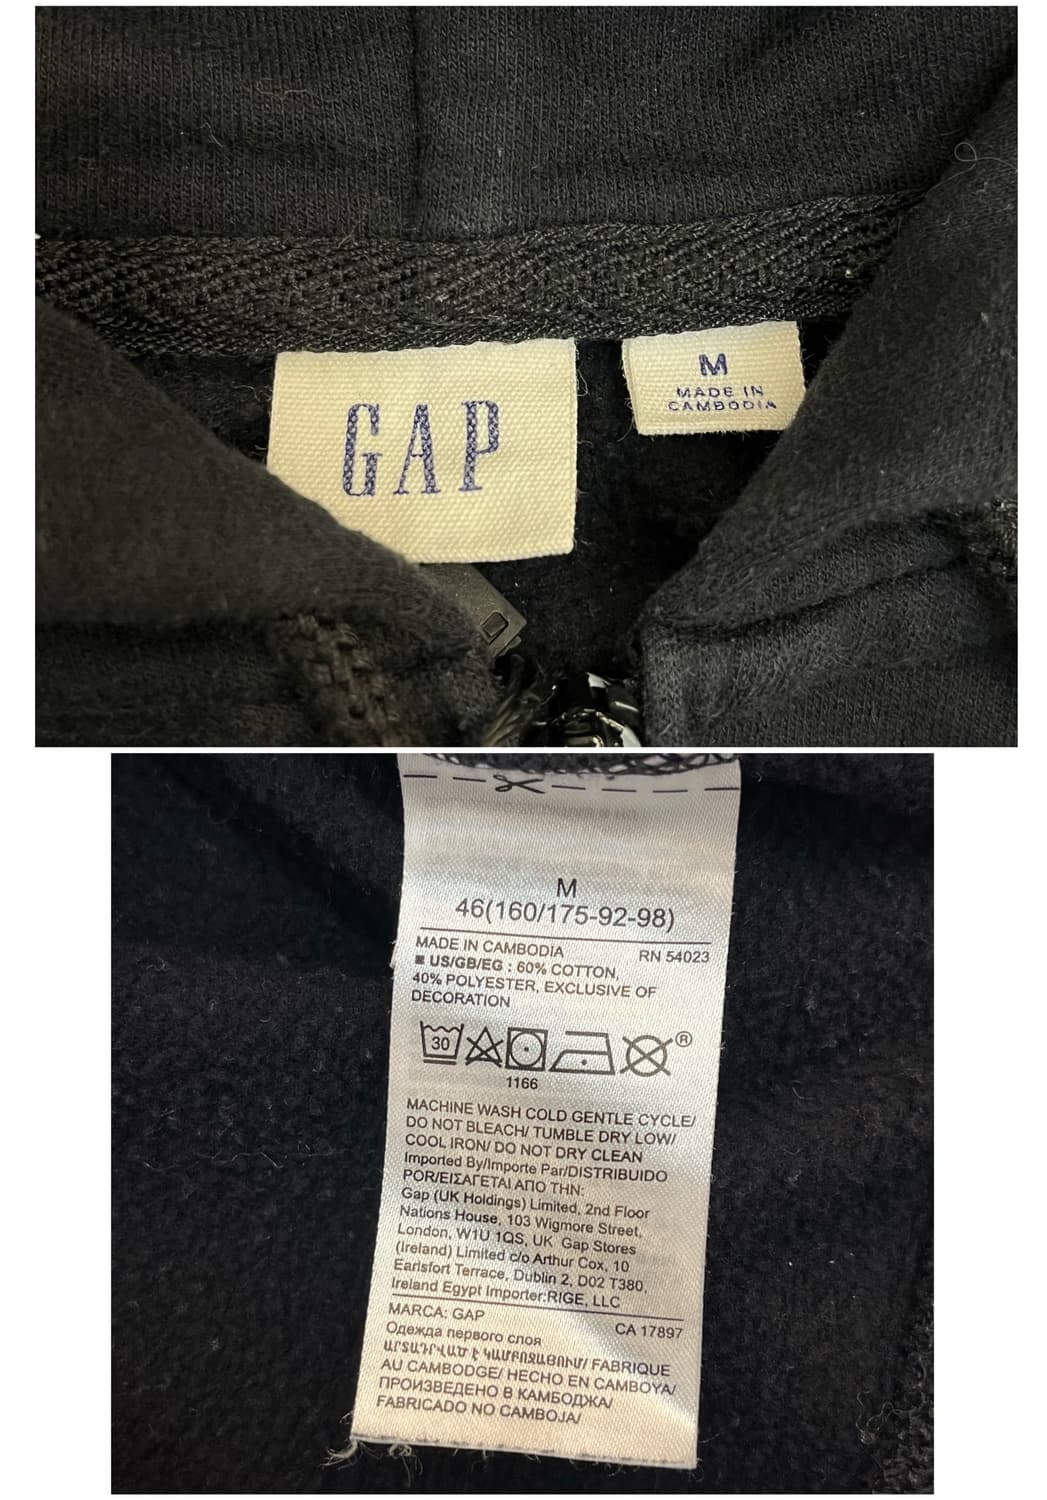 GAP
M
MADE IN
CAMBODIA
M
46(160/175-92-98)
MADE IN CAMBODIA RN 54023
US/GB/EG : 60% COTTON,
40% POLYESTER, EXCLUSIVE OF
DECORATION
30
®
1166
MACHINE WASH COLD GENTLE CYCLE/
DO NOT BLEACH/ TUMBLE DRY LOW/
COOL IRON/ DO NOT DRY CLEAN
Imported By/Importe Par/DISTRIBUIDO
POR/ΕΙΣΑΓΕΤΑΙ ΑΠΟ ΤΗΝ:
Gap (UK Holdings) Limited, 2nd Floor
Nations House, 103 Wigmore Street,
London, W1U 1QS, UK Gap Stores
(Ireland) Limited c/o Arthur Cox, 10
Earlsfort Terrace, Dublin 2, D02 T380,
Ireland Egypt Importer:RIGE, LLC
MARCA: GAP CA 17897
Одежда первого слоя
ԱՐՏԱԴՐՎԱԾ Է ԿԱՄԲՈՋԱՅՈՒՄ/ FABRIQUE
AU CAMBODGE/ HECHO EN CAMBOYA/
ПРОИЗВЕДЕНО В КАМБОДЖА/
FABRICADO NO CAMBOJA/